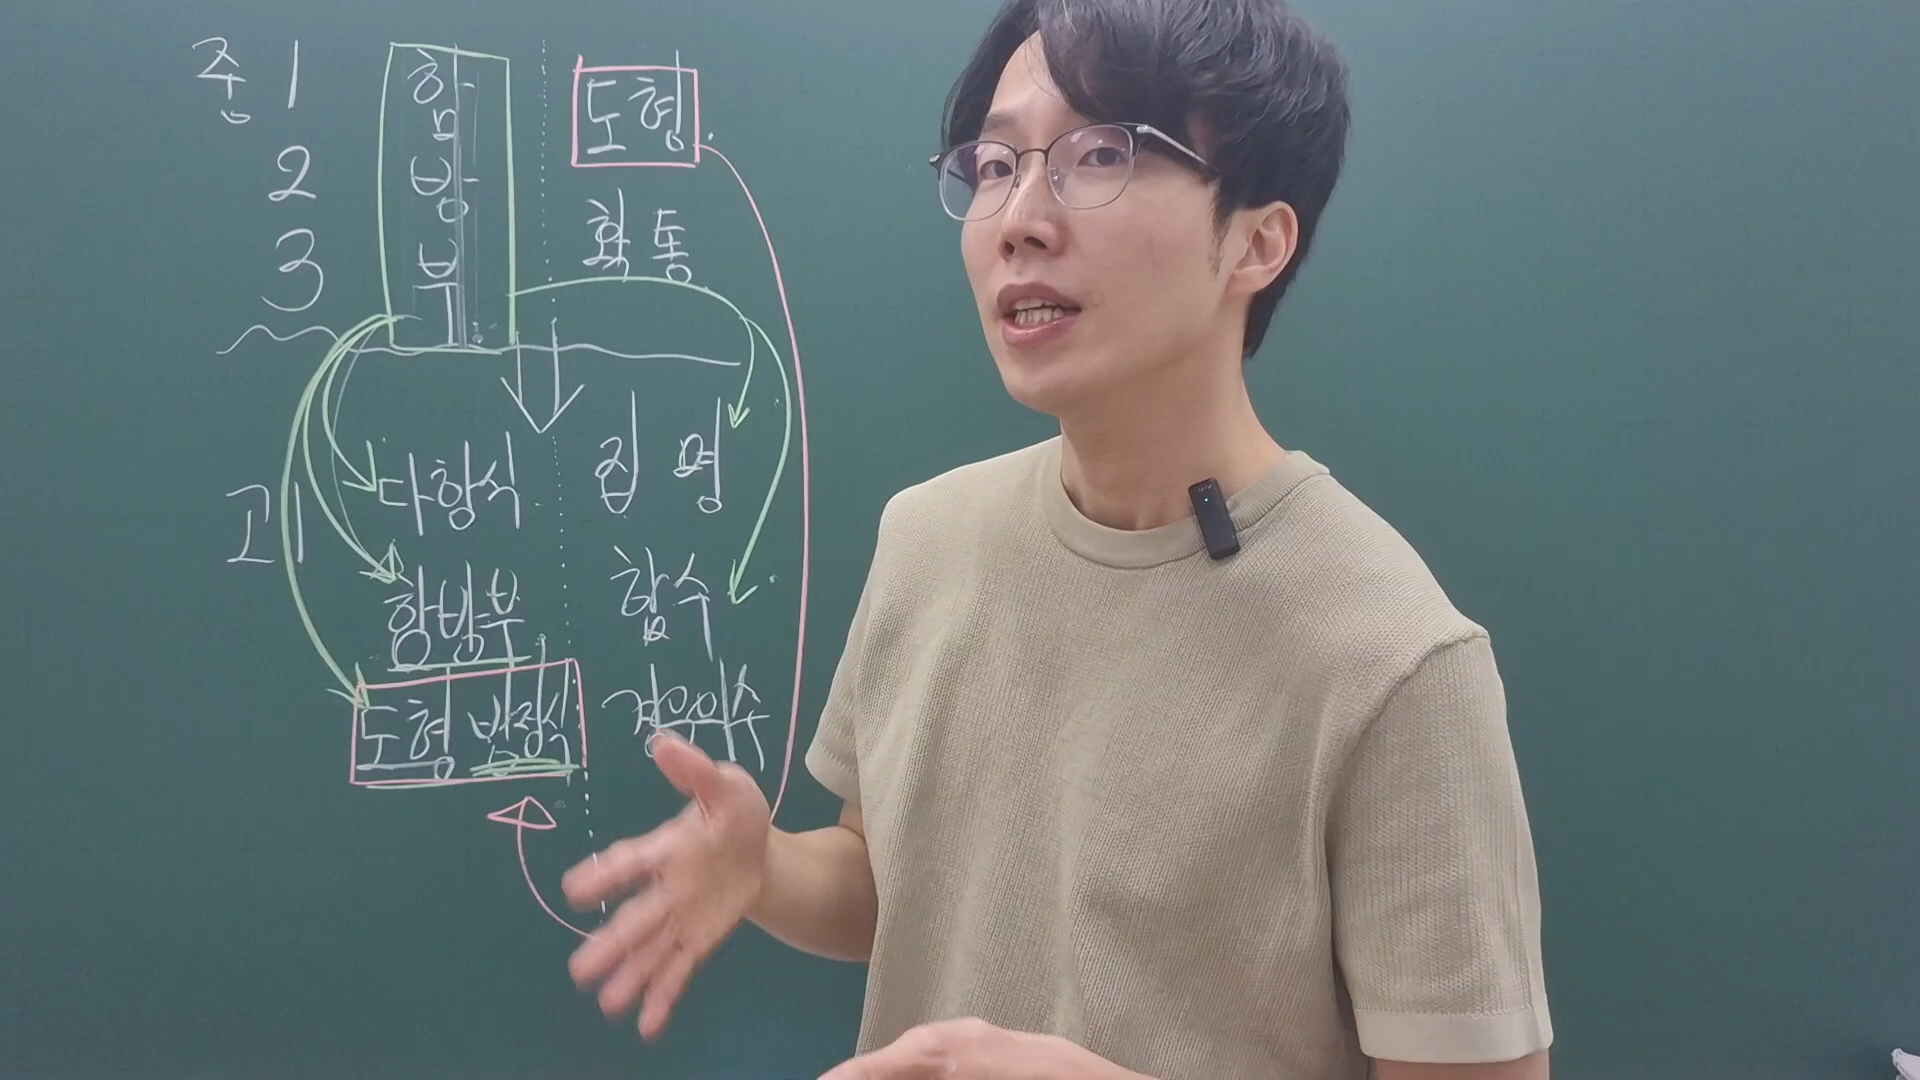 중 1
2
3
함방부
도형
확통
고1
다항식
집 명
함방부
함수
도형 방정식
경우의수